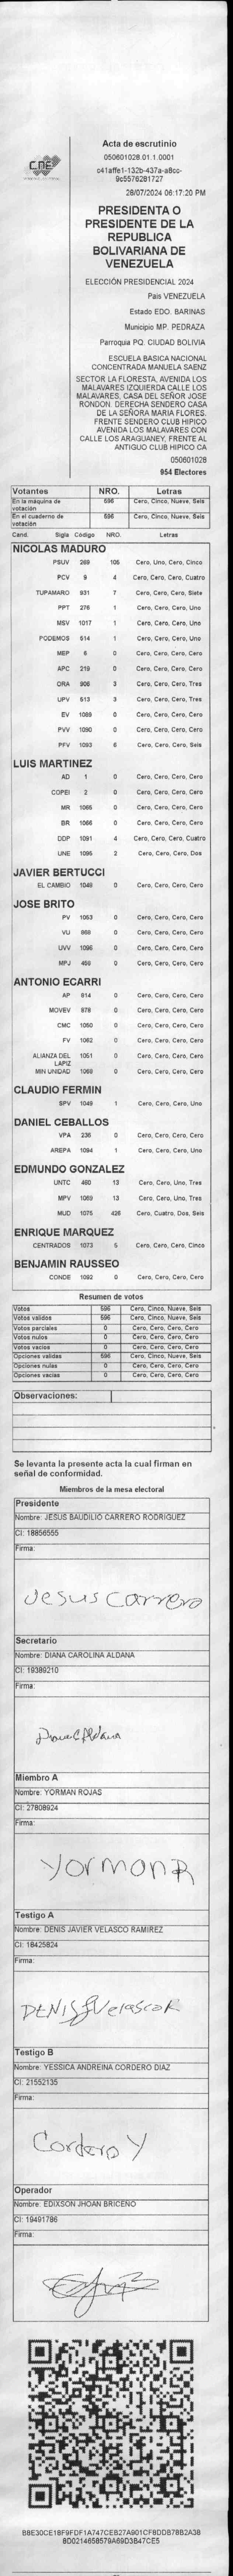 Acta de escrutinio
CNE
050601028.01.1.0001
c41affe1-132b-437a-a8cc-
9c5576281727
28/07/2024 06:17:20 PM
PRESIDENTA O
PRESIDENTE DE LA
REPUBLICA
BOLIVARIANA DE
VENEZUELA
ELECCIÓN PRESIDENCIAL 2024
Pais VENEZUELA
Estado EDO. BARINAS
Municipio MP. PEDRAZA
Parroquia PQ. CIUDAD BOLIVIA
ESCUELA BASICA NACIONAL
CONCENTRADA MANUELA SAENZ
SECTOR LA FLORESTA, AVENIDA LOS
MALAVARES IZQUIERDA CALLE LOS
MALAVARES. CASA DEL SEÑOR JOSE
RONDON. DERECHA SENDERO CASA
DE LA SEÑORA MARIA FLORES.
FRENTE SENDERO CLUB HIPICO
AVENIDA LOS MALAVARES CON
CALLE LOS ARAGUANEY, FRENTE AL
ANTIGUO CLUB HIPICO CA
050601028
954 Electores
Votantes NRO. Letras
En la maquina de votación 596 Cero, Cinco, Nueve, Seis
En el cuaderno de votación 596 Cero, Cinco, Nueve, Seis
Cand. Sigla Código NRO. Letras
NICOLAS MADURO
PSUV 269 105 Cero, Uno, Cero, Cinco
PCV 9 4 Cero, Cero, Cero, Cuatro
TUPAMARO 931 7 Cero, Cero, Cero, Siete
PPT 276 1 Cero, Cero, Cero, Uno
MSV 1017 1 Cero, Cero, Cero, Uno
PODEMOS 514 1 Cero, Cero, Cero, Uno
MEP 6 0 Cero, Cero, Cero, Cero
APC 219 0 Cero, Cero, Cero, Cero
ORA 906 3 Cero, Cero, Cero, Tres
UPV 513 3 Cero, Cero, Cero, Tres
EV 1089 0 Cero, Cero, Cero, Cero
PVV 1090 0 Cero, Cero, Cero, Cero
PFV 1093 6 Cero, Cero, Cero, Seis
LUIS MARTINEZ
AD 1 0 Cero, Cero, Cero, Cero
COPEI 2 0 Cero, Cero, Cero, Cero
MR 1065 0 Cero, Cero, Cero, Cero
BR 1066 0 Cero, Cero, Cero, Cero
DDP 1091 4 Cero, Cero, Cero, Cuatro
UNE 1095 2 Cero, Cero, Cero, Dos
JAVIER BERTUCCI
EL CAMBIO 1048 0 Cero, Cero, Cero, Cero
JOSE BRITO
PV 1053 0 Cero, Cero, Cero, Cero
VU 868 0 Cero, Cero, Cero, Cero
UVV 1096 0 Cero, Cero, Cero, Cero
MPJ 459 0 Cero, Cero, Cero, Cero
ANTONIO ECARRI
AP 814 0 Cero, Cero, Cero, Cero
MOVEV 878 0 Cero, Cero, Cero, Cero
CMC 1050 0 Cero, Cero, Cero, Cero
FV 1062 0 Cero, Cero, Cero, Cero
ALIANZA DEL LAPIZ 1051 0 Cero, Cero, Cero, Cero
MIN UNIDAD 1069 0 Cero, Cero, Cero, Cero
CLAUDIO FERMIN
SPV 1049 1 Cero, Cero, Cero, Uno
DANIEL CEBALLOS
VPA 236 0 Cero, Cero, Cero, Cero
AREPA 1094 1 Cero, Cero, Cero, Uno
EDMUNDO GONZALEZ
UNTC 460 13 Cero, Cero, Uno, Tres
MPV 1069 13 Cero, Cero, Uno, Tres
MUD 1075 426 Cero, Cuatro, Dos, Seis
ENRIQUE MARQUEZ
CENTRADOS 1073 5 Cero, Cero, Cero, Cinco
BENJAMIN RAUSSEO
CONDE 1092 0 Cero, Cero, Cero, Cero
Resumen de votos
Votos 596 Cero, Cinco, Nueve, Seis
Votos validos 596 Cero, Cinco, Nueve, Seis
Votos parciales 0 Cero, Cero, Cero, Cero
Votos nulos 0 Cero, Cero, Cero, Cero
Votos vacios 0 Cero, Cero, Cero, Cero
Opciones validas 596 Cero, Cinco, Nueve, Seis
Opciones nulas 0 Cero, Cero, Cero, Cero
Opciones vacias 0 Cero, Cero, Cero, Cero
Observaciones:
Se levanta la presente acta la cual firman en
señal de conformidad.
Miembros de la mesa electoral
Presidente
Nombre: JESUS BAUDILIO CARRERO RODRIGUEZ
CI: 18856555
Firma:
Jesus Carrero
Secretario
Nombre: DIANA CAROLINA ALDANA
CI: 19389210
Firma:
Diana C Aldana
Miembro A
Nombre: YORMAN ROJAS
CI: 27808924
Firma:
Yorman R
Testigo A
Nombre: DENIS JAVIER VELASCO RAMIREZ
CI: 18425824
Firma:
DENIS J Velasco R
Testigo B
Nombre: YESSICA ANDREINA CORDERO DIAZ
CI: 21552135
Firma:
Cordero Y
Operador
Nombre: EDIXSON JHOAN BRICEÑO
CI: 19491786
Firma:
B8E30CE18F9FDF1A747CEB27A901CF8DDB78B2A38
8D0214658579A69D3B47CE5